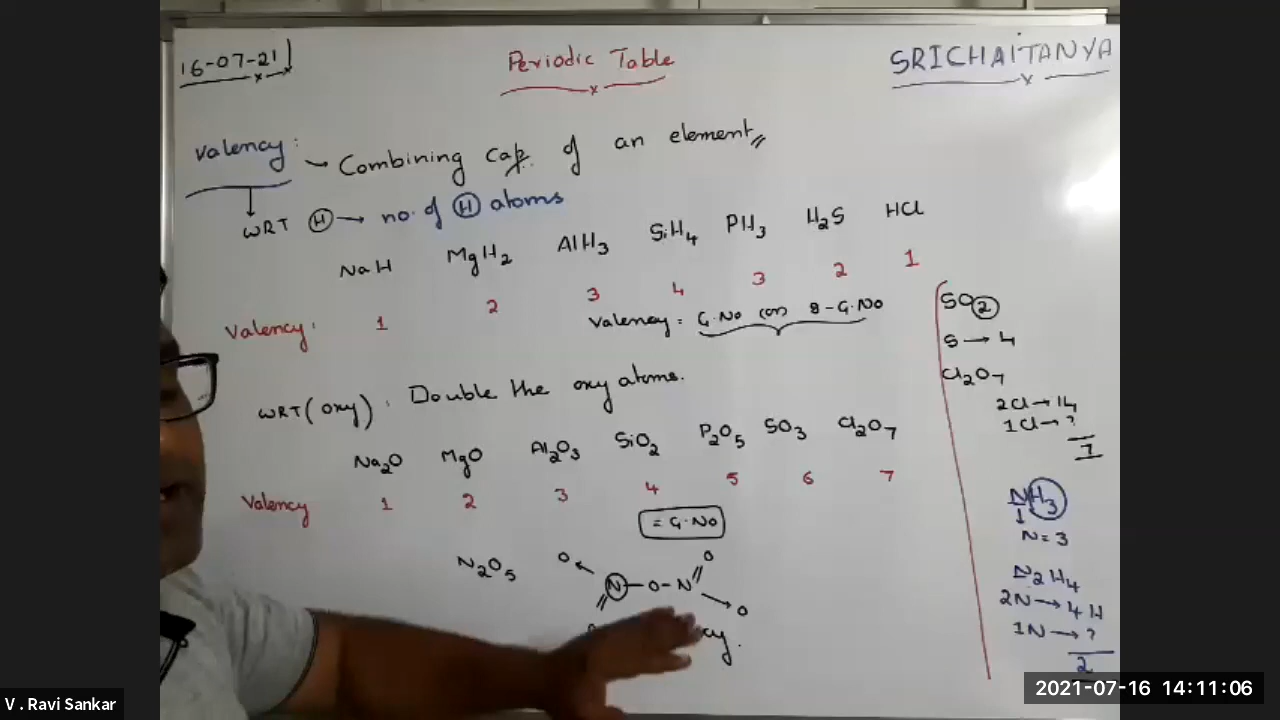 16-07-21
Periodic Table
SRICHAITANYA
Valency: - Combining cap. of an element
WRT H → no. of H atoms
NaH MgH2 AlH3 SiH4 PH3 H2S HCl
Valency: 1 2 3 4 3 2 1
Valency = G.No (or) 8-G.No
WRT (oxy). Double the oxy atoms.
Na2O MgO Al2O3 SiO2 P2O5 SO3 Cl2O7
Valency 1 2 3 4 5 6 7
= G.No
N2O5
O O
N-O-N
O
cy.
SO2
S → 4
Cl2O7
2Cl → 14
1Cl → ?
7
NH3
N = 3
N2H4
2N → 4H
1N → ?
2
V . Ravi Sankar
2021-07-16 14:11:06